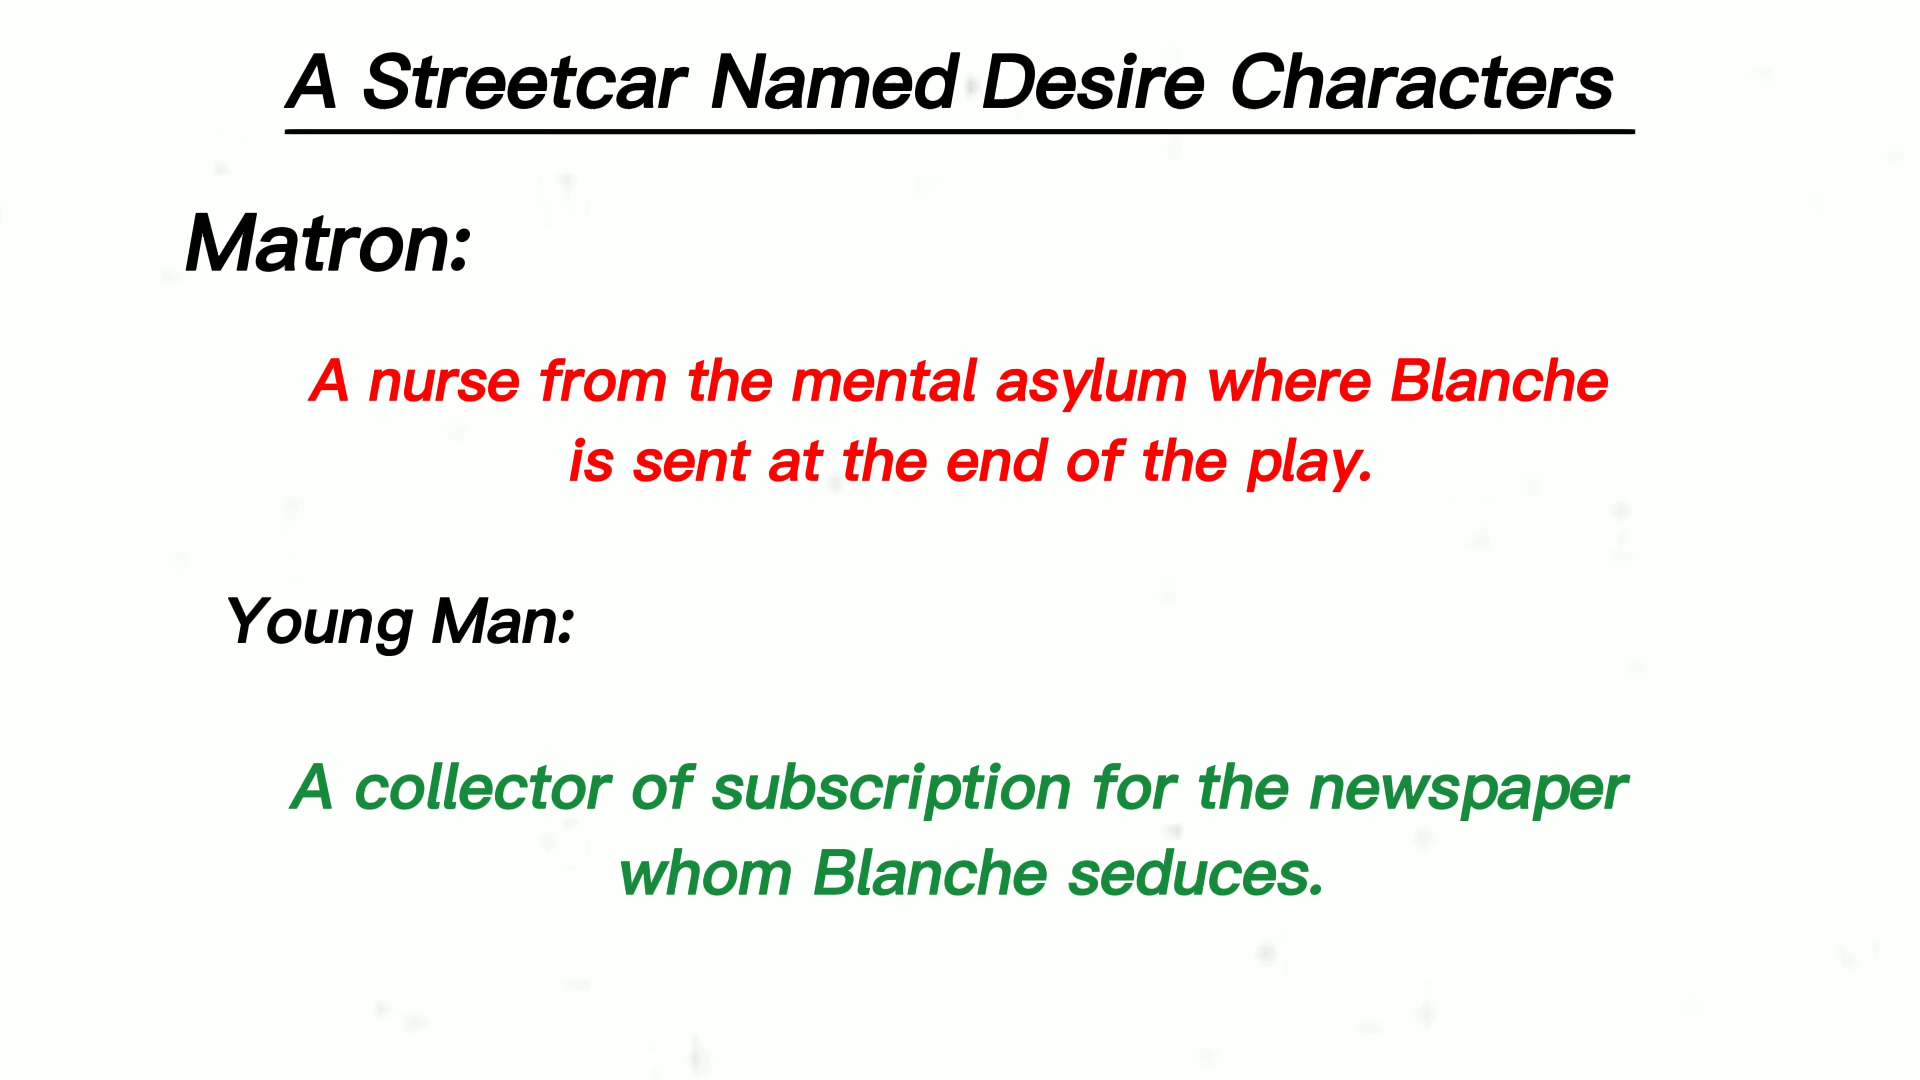 A Streetcar Named Desire Characters
Matron:
A nurse from the mental asylum where Blanche
is sent at the end of the play.
Young Man:
A collector of subscription for the newspaper
whom Blanche seduces.